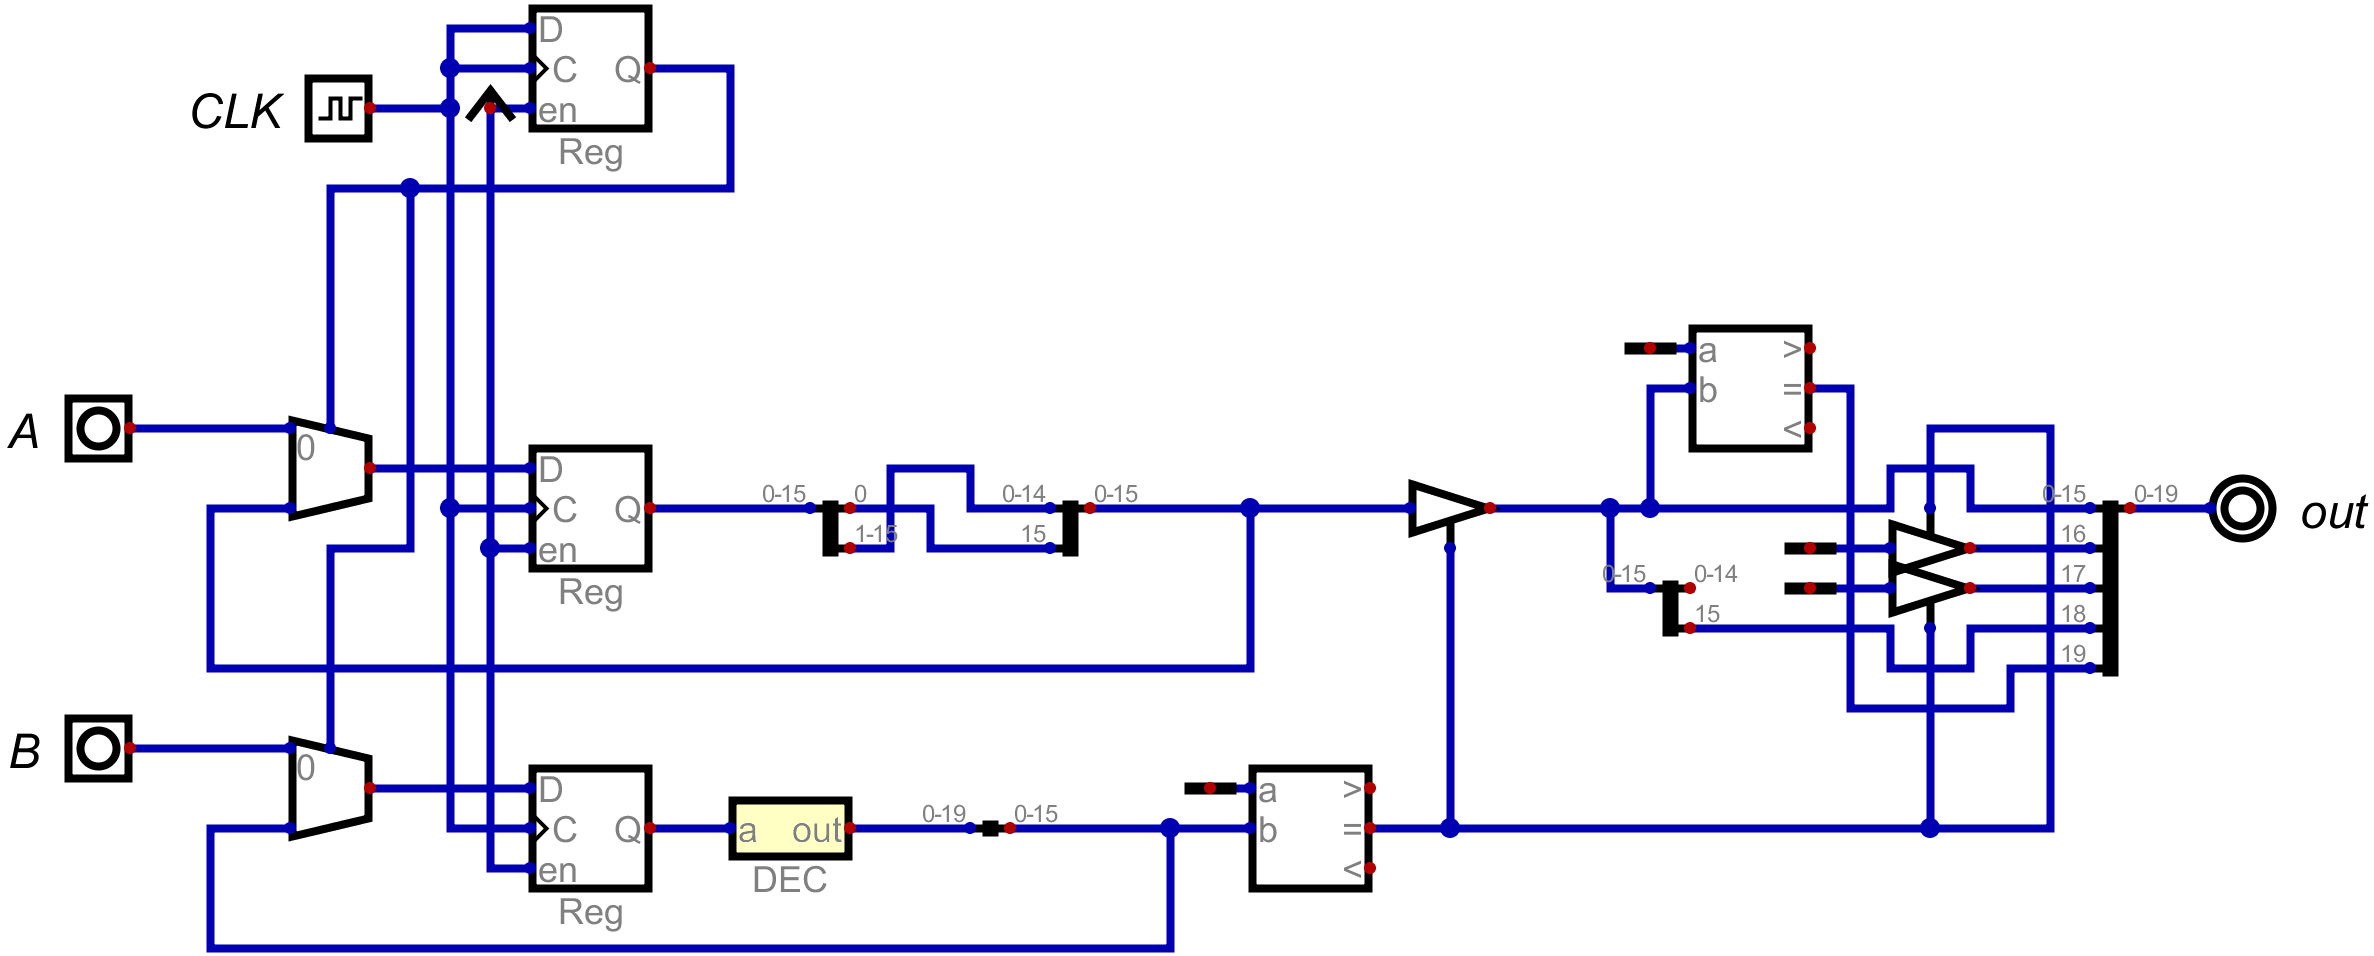 D
C Q
en
Reg
CLK
A
0
D
C Q
en
Reg
0-15 0
1-15
0-14 0-15
15
a >
b =
<
0-15 0-14
15
0-15 0-19
16
17
18
19
out
B
0
D
C Q
en
Reg
a out
DEC
0-19 0-15
a >
b =
<